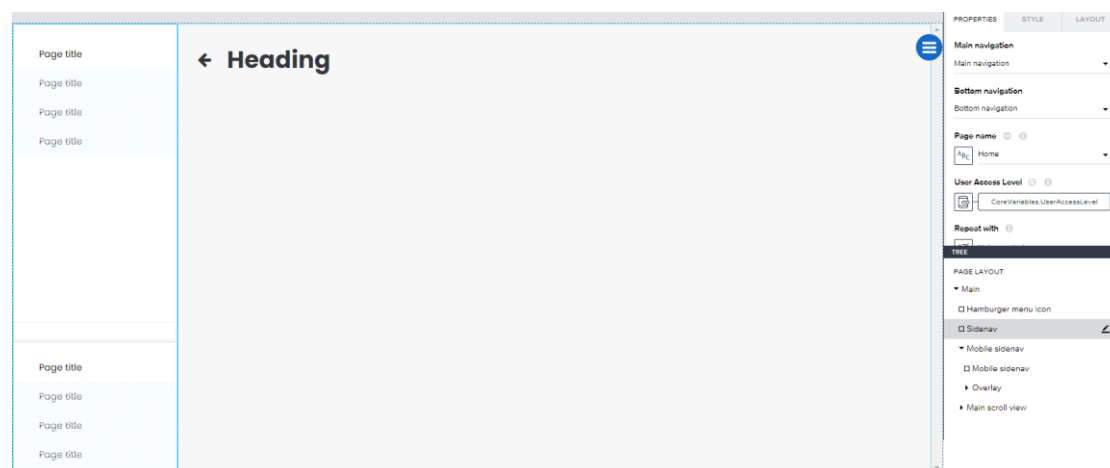 Page title
Page title
Page title
Page title
Page title
Page title
Page title
Page title
Heading
PROPERTIES STYLE LAYOUT
Main navigation
Main navigation
Bottom navigation
Bottom navigation
Page name
ABC Home
User Access Level
CoreVariables.UserAccessLevel
Repeat with
TREE
PAGE LAYOUT
Main
Hamburger menu icon
Sidenav
Mobile sidenav
Mobile sidenav
Overlay
Main scroll view